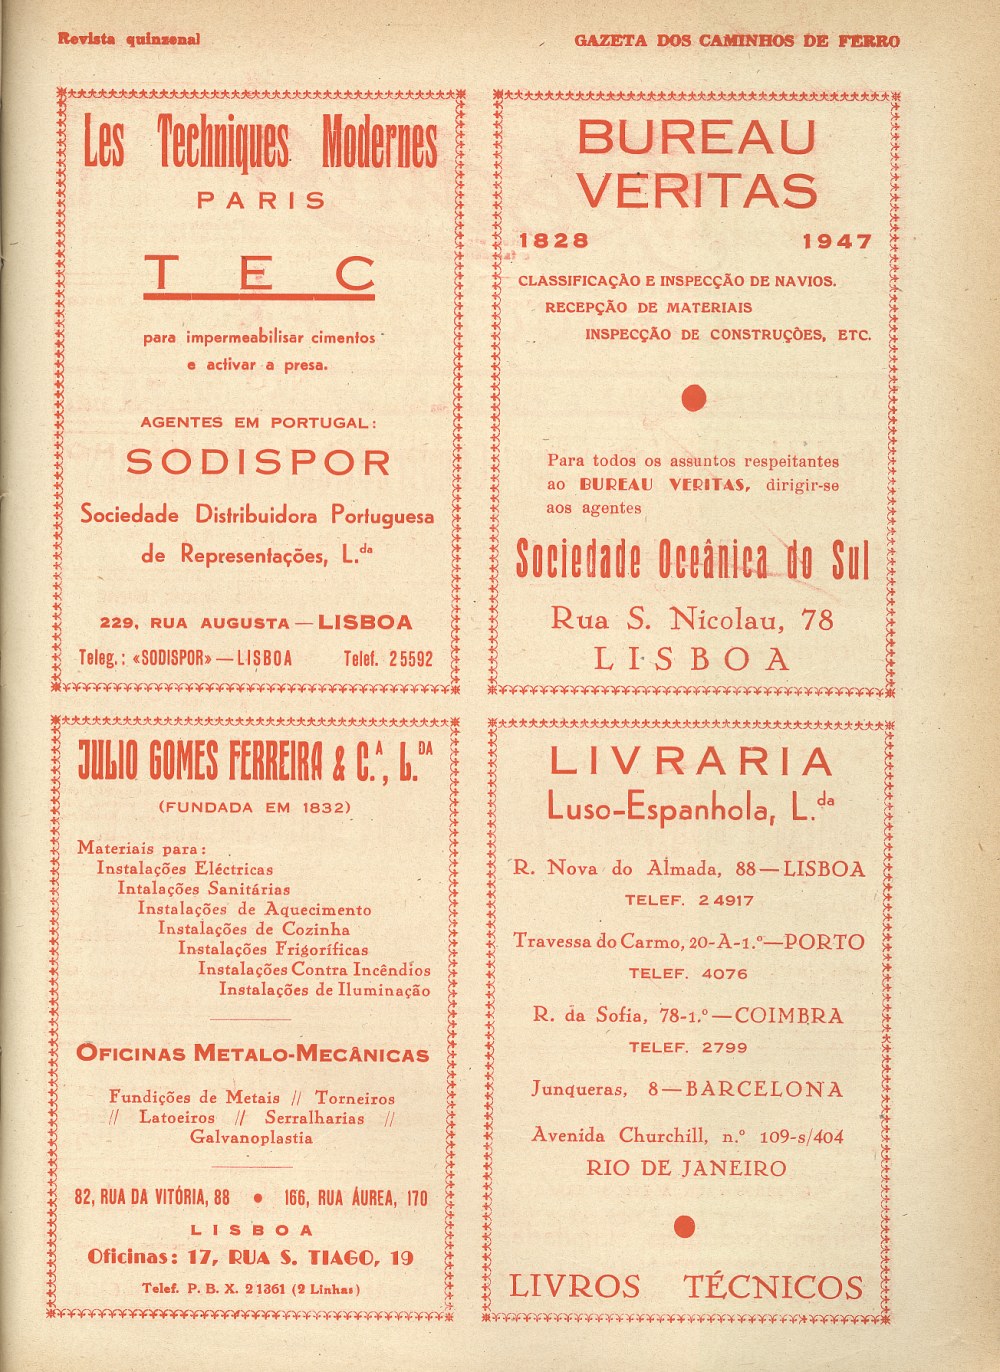 Revista quinzenal
GAZETA DOS CAMINHOS DE FERRO
Les Techniques Modernes
PARIS
TEC
para impermeabilisar cimentos
e activar a presa.
AGENTES EM PORTUGAL:
SODISPOR
Sociedade Distribuidora Portuguesa
de Representações, L.da
229, RUA AUGUSTA — LISBOA
Teleg.: «SODISPOR» — LISBOA Telef. 25592
BUREAU
VERITAS
1828 1947
CLASSIFICAÇÃO E INSPECÇÃO DE NAVIOS.
RECEPÇÃO DE MATERIAIS
INSPECÇÃO DE CONSTRUÇÕES, ETC.
Para todos os assuntos respeitantes
ao BUREAU VERITAS, dirigir-se
aos agentes
Sociedade Oceânica do Sul
Rua S. Nicolau, 78
LISBOA
JULIO GOMES FERREIRA & C.A, L.DA
(FUNDADA EM 1832)
Materiais para:
Instalações Eléctricas
Intalações Sanitárias
Instalações de Aquecimento
Instalações de Cozinha
Instalações Frigoríficas
Instalações Contra Incêndios
Instalações de Iluminação
OFICINAS METALO-MECÂNICAS
Fundições de Metais // Torneiros
// Latoeiros // Serralharias //
Galvanoplastia
82, RUA DA VITÓRIA, 88 • 166, RUA ÁUREA, 170
LISBOA
Oficinas: 17, RUA S. TIAGO, 19
Telef. P. B. X. 21361 (2 Linhas)
LIVRARIA
Luso-Espanhola, L.da
R. Nova do Almada, 88 — LISBOA
TELEF. 24917
Travessa do Carmo, 20-A-1.º — PORTO
TELEF. 4076
R. da Sofia, 78-1.º — COIMBRA
TELEF. 2799
Junqueras, 8 — BARCELONA
Avenida Churchill, n.º 109-s/404
RIO DE JANEIRO
LIVROS TÉCNICOS